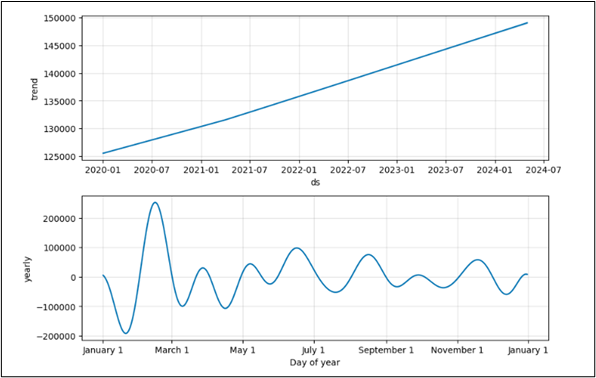 150000
145000
140000
135000
130000
125000
trend
2020-01 2020-07 2021-01 2021-07 2022-01 2022-07 2023-01 2023-07 2024-01 2024-07
ds
200000
100000
0
−100000
−200000
yearly
January 1 March 1 May 1 July 1 September 1 November 1 January 1
Day of year